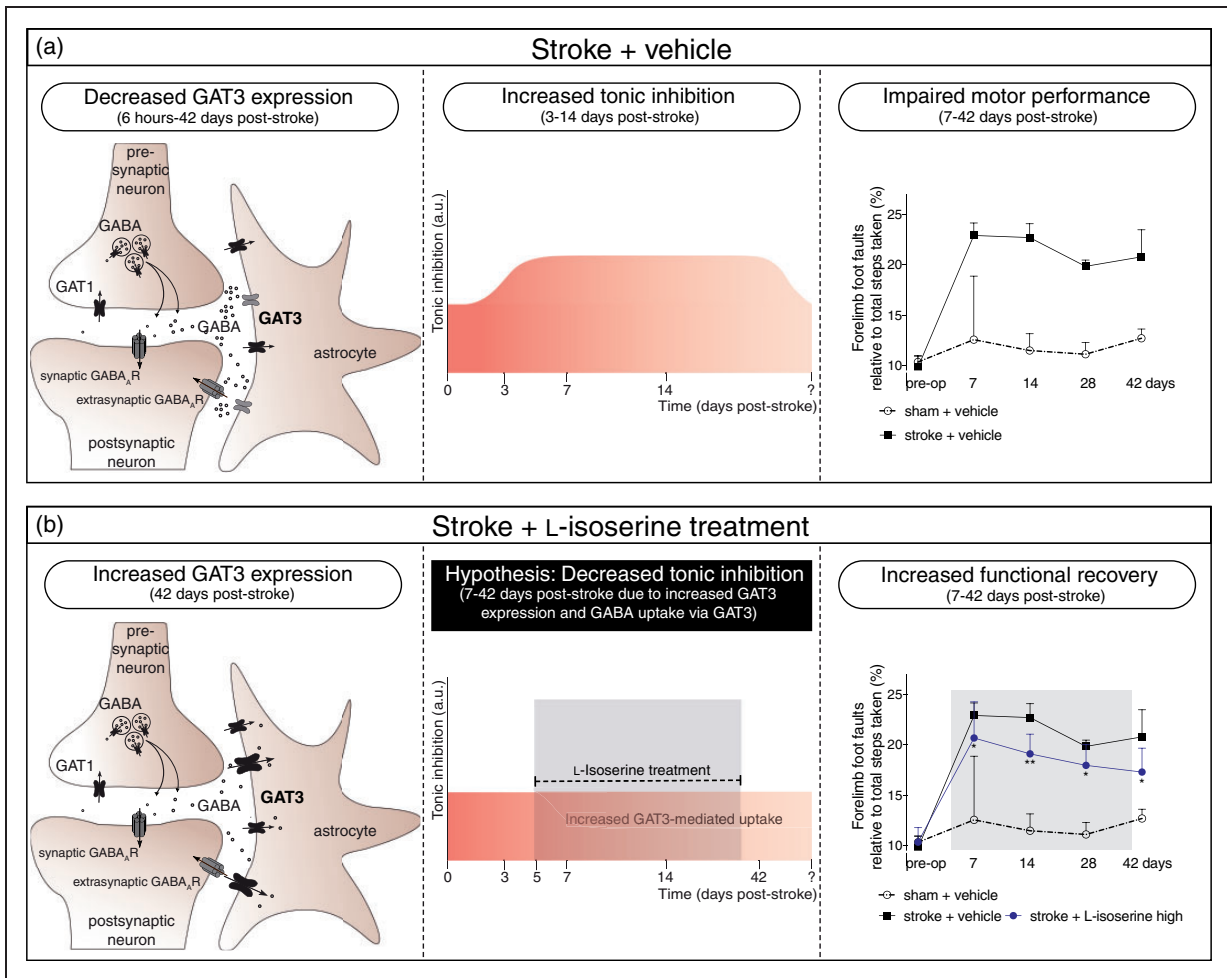 (a)
Stroke + vehicle
Decreased GAT3 expression
(6 hours-42 days post-stroke)
pre-
synaptic
neuron
GABA
GAT1
GABA
GAT3
astrocyte
synaptic GABA_AR
extrasynaptic GABA_AR
postsynaptic
neuron
Increased tonic inhibition
(3-14 days post-stroke)
Tonic inhibition (a.u.)
0 3 7 14 ?
Time (days post-stroke)
Impaired motor performance
(7-42 days post-stroke)
Forelimb foot faults
relative to total steps taken (%)
25
20
15
10
pre-op 7 14 28 42 days
sham + vehicle
stroke + vehicle
(b)
Stroke + L-isoserine treatment
Increased GAT3 expression
(42 days post-stroke)
pre-
synaptic
neuron
GABA
GAT1
GABA
GAT3
astrocyte
synaptic GABA_AR
extrasynaptic GABA_AR
postsynaptic
neuron
Hypothesis: Decreased tonic inhibition
(7-42 days post-stroke due to increased GAT3
expression and GABA uptake via GAT3)
Tonic inhibition (a.u.)
L-Isoserine treatment
Increased GAT3-mediated uptake
0 3 5 7 14 42 ?
Time (days post-stroke)
Increased functional recovery
(7-42 days post-stroke)
Forelimb foot faults
relative to total steps taken (%)
25
20
15
10
* ** * *
pre-op 7 14 28 42 days
sham + vehicle
stroke + vehicle stroke + L-isoserine high